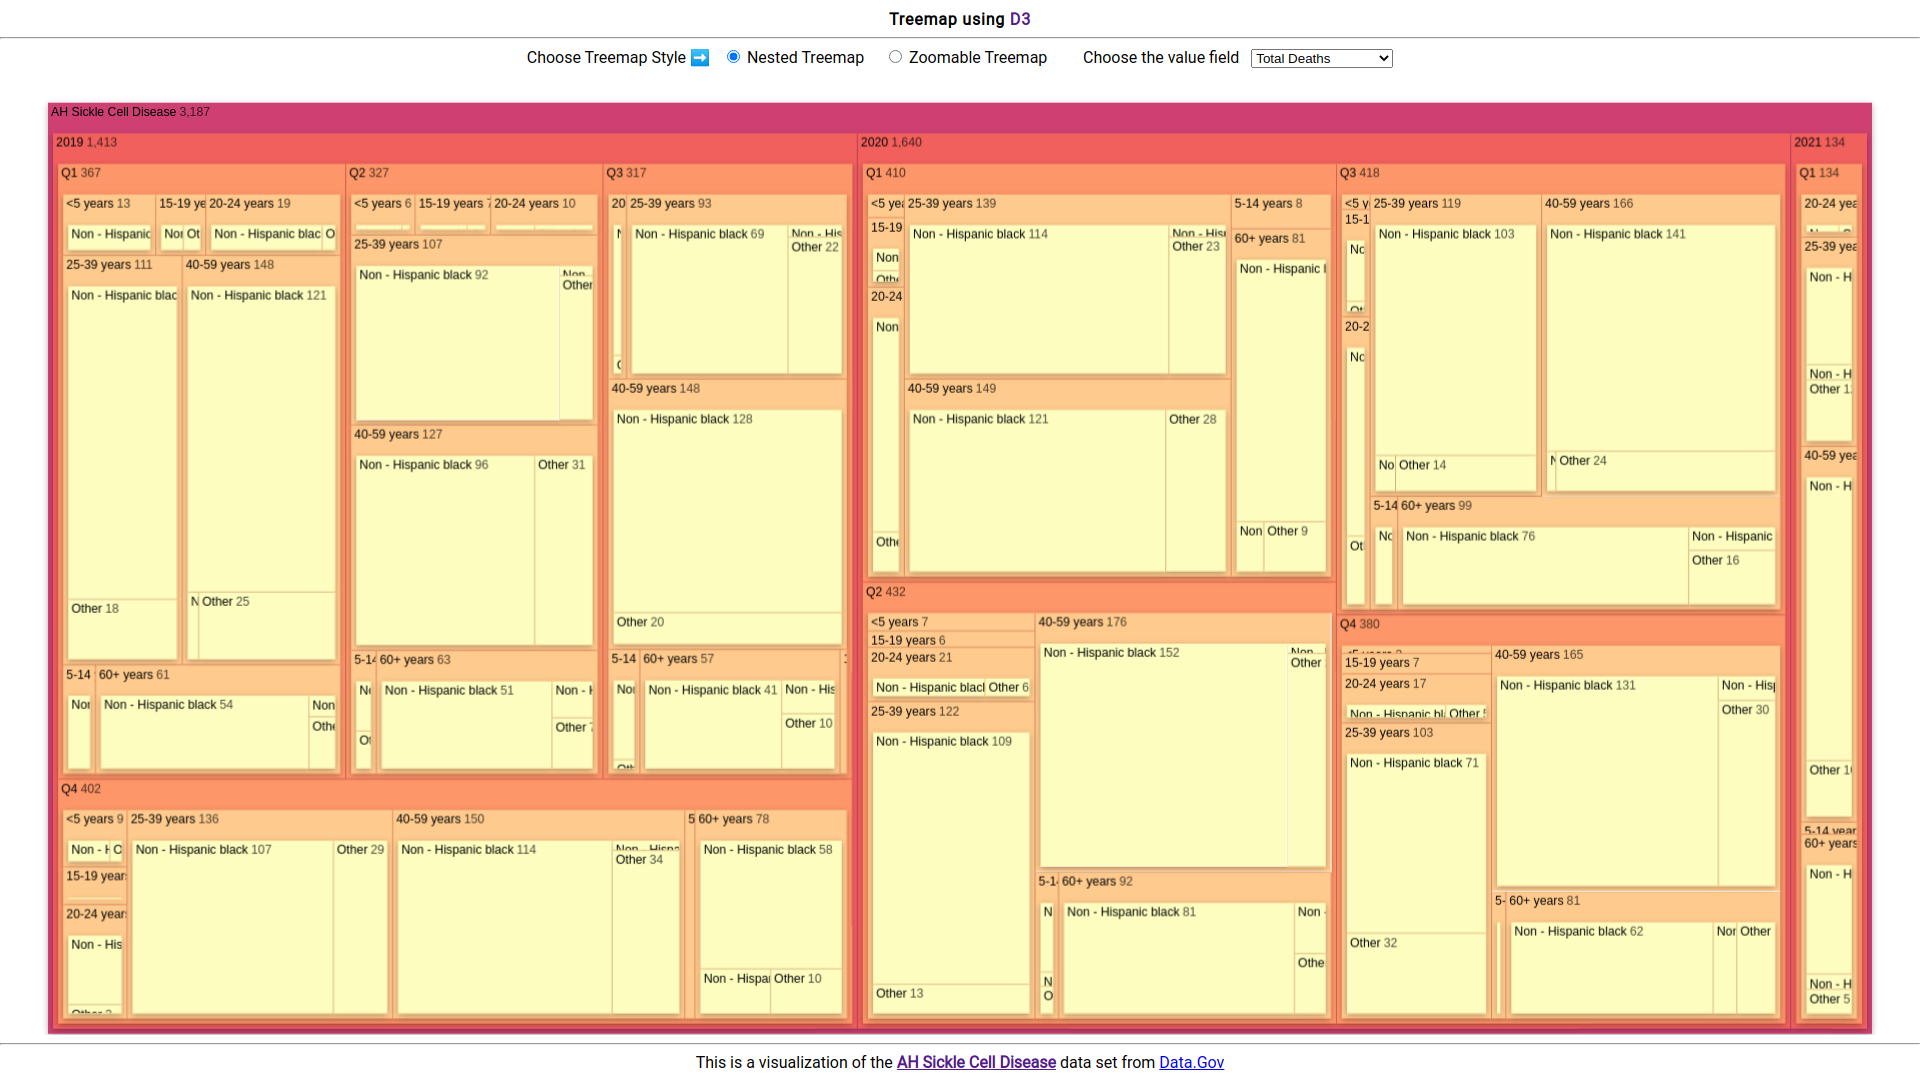 Treemap using D3
Choose Treemap Style ➡ Nested Treemap Zoomable Treemap Choose the value field Total Deaths
AH Sickle Cell Disease 3,187
2019 1,413
Q1 367
<5 years 13
Non - Hispanic
15-19 ye
Ot
20-24 years 19
Non - Hispanic blac
O
25-39 years 111
Non - Hispanic blac
Other 18
40-59 years 148
Non - Hispanic black 121
N
Other 25
5-14
60+ years 61
Non - Hispanic black 54
Non
Othe
Q2 327
<5 years 6
15-19 years
20-24 years 10
25-39 years 107
Non - Hispanic black 92
Non
Other
40-59 years 127
Non - Hispanic black 96
Other 31
5-14
60+ years 63
Non - Hispanic black 51
Non - H
Other
Q3 317
20
25-39 years 93
Non - Hispanic black 69
Non - His
Other 22
40-59 years 148
Non - Hispanic black 128
Other 20
5-14
60+ years 57
Non - Hispanic black 41
Non - His
Other 10
Q4 402
<5 years 9
Non - H
15-19 years
20-24 years
Non - His
25-39 years 136
Non - Hispanic black 107
Other 29
40-59 years 150
Non - Hispanic black 114
Non - Hispa
Other 34
5
60+ years 78
Non - Hispanic black 58
Non - Hispa
Other 10
2020 1,640
Q1 410
<5 yea
15-19
Non
Othe
20-24
Non
Othe
25-39 years 139
Non - Hispanic black 114
Non - His
Other 23
40-59 years 149
Non - Hispanic black 121
Other 28
5-14 years 8
60+ years 81
Non - Hispanic
Non
Other 9
Q2 432
<5 years 7
15-19 years 6
20-24 years 21
Non - Hispanic blac
Other 6
25-39 years 122
Non - Hispanic black 109
Other 13
40-59 years 176
Non - Hispanic black 152
Non
Other
5-14
60+ years 92
Non - Hispanic black 81
Non
Othe
Q3 418
<5 y
15-1
20-2
25-39 years 119
Non - Hispanic black 103
No
Other 14
40-59 years 166
Non - Hispanic black 141
N
Other 24
5-14
60+ years 99
Non - Hispanic black 76
Non - Hispanic
Other 16
Q4 380
15-19 years 7
20-24 years 17
Non - Hispanic bl
Other
25-39 years 103
Non - Hispanic black 71
Other 32
40-59 years 165
Non - Hispanic black 131
Non - Hisp
Other 30
5-
60+ years 81
Non - Hispanic black 62
Other
2021 134
Q1 134
20-24 yea
25-39 yea
Non - H
Non - H
Other 1
40-59 yea
Non - H
Other 1
5-14 year
60+ years
Non - H
Non - H
Other 5
This is a visualization of the AH Sickle Cell Disease data set from Data.Gov